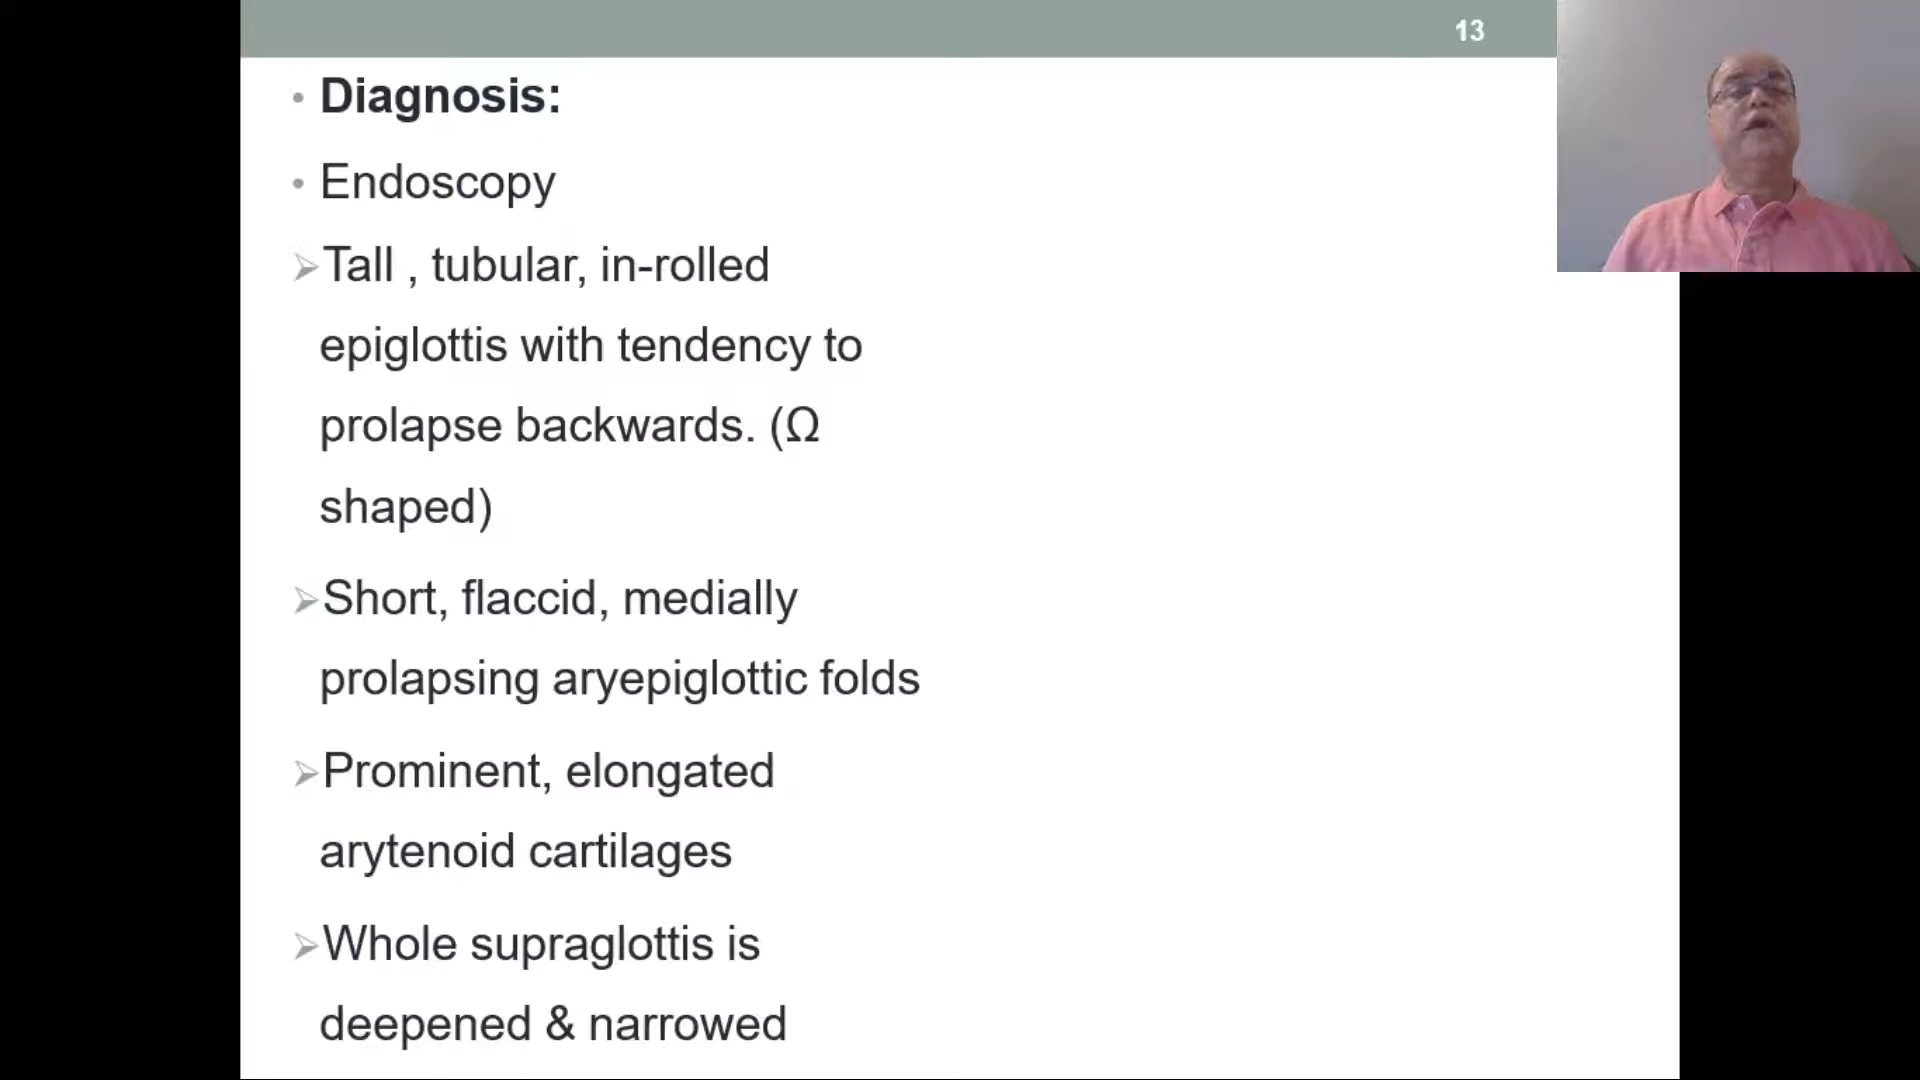 13
• Diagnosis:
• Endoscopy
➢Tall , tubular, in-rolled
epiglottis with tendency to
prolapse backwards. (Ω
shaped)
➢Short, flaccid, medially
prolapsing aryepiglottic folds
➢Prominent, elongated
arytenoid cartilages
➢Whole supraglottis is
deepened & narrowed